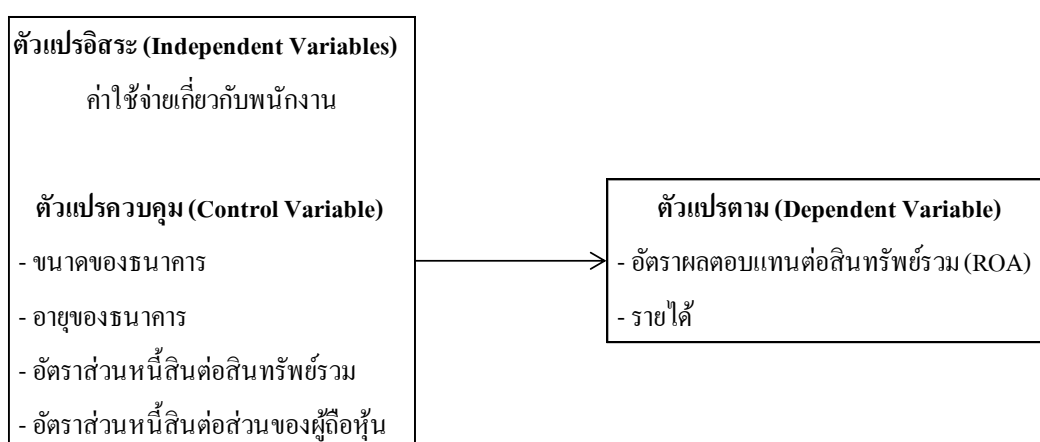 ตัวแปรอิสระ (Independent Variables)
ค่าใช้จ่ายเกี่ยวกับพนักงาน
ตัวแปรควบคุม (Control Variable)
- ขนาดของธนาคาร
- อายุของธนาคาร
- อัตราส่วนหนี้สินต่อสินทรัพย์รวม
- อัตราส่วนหนี้สินต่อส่วนของผู้ถือหุ้น
ตัวแปรตาม (Dependent Variable)
- อัตราผลตอบแทนต่อสินทรัพย์รวม (ROA)
- รายได้